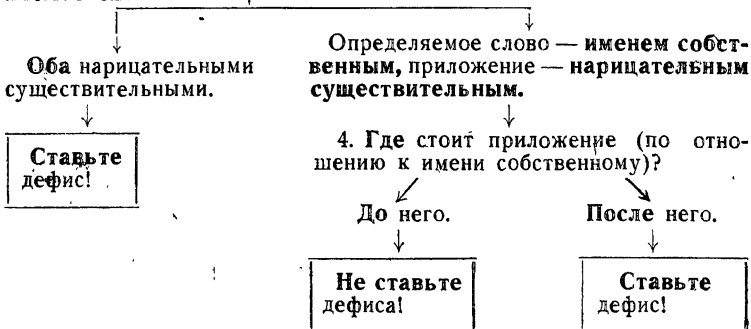 Оба нарицательными
существительными.
Ставьте
дефис!
Определяемое слово — именем собст-
венным, приложение — нарицательным
существительным.
4. Где стоит приложение (по отно-
шению к имени собственному)?
До него.
После него.
Не ставьте
дефиса!
Ставьте
дефис!